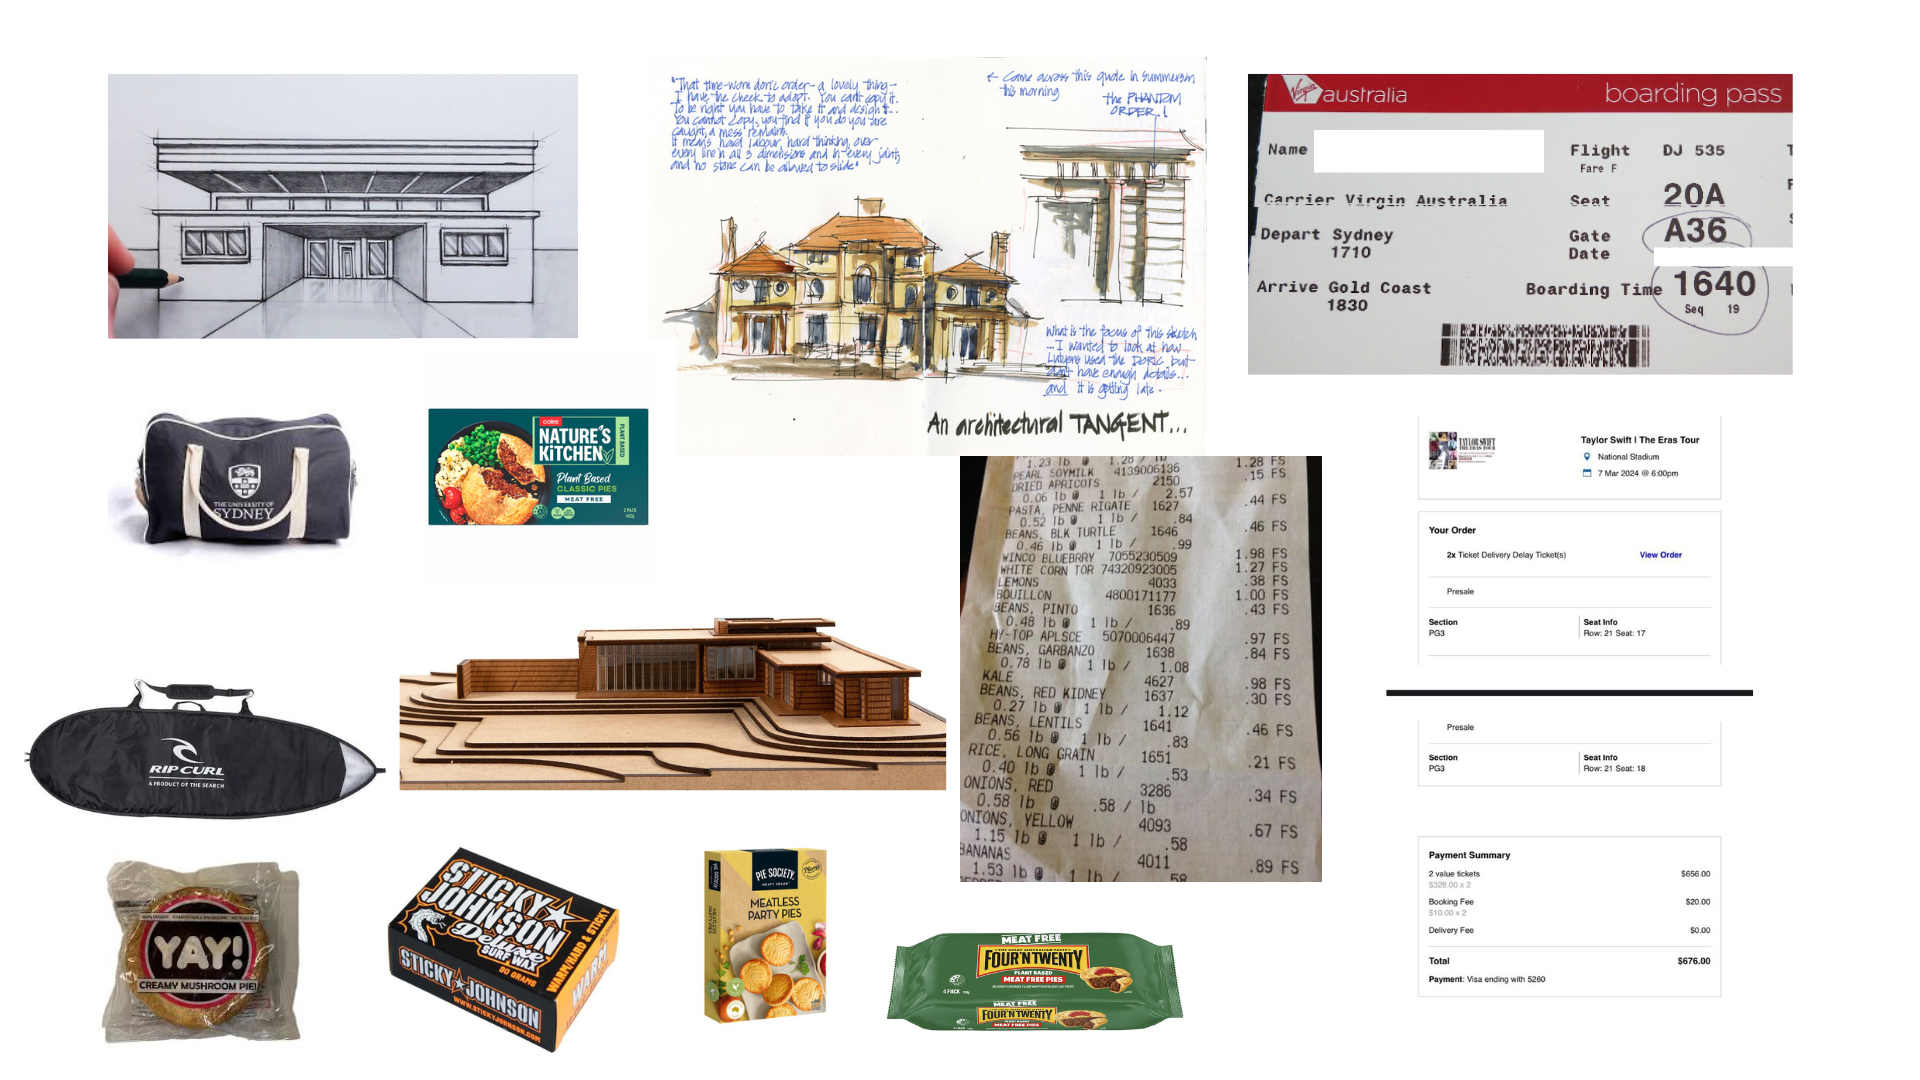 "That time-worn doric order - a lovely thing -
I have the cheek to adopt. You can't copy it.
To be right you have to take it and design it...
You cannot copy, you find if you do you are
caught, a mess remains.
It means hard labour, hard thinking, over
every line in all 3 dimensions and in every joint,
and no stone can be allowed to slide"
← Came across this quote in Summerson
this morning
the PHANTOM
ORDER!
What is the focus of this sketch
...I wanted to look at how
Lutyens used the DORIC but
don't have enough details...
and it is getting late.
An architectural TANGENT...
Virgin australia
boarding pass
Name
Flight DJ 535
Fare F
Carrier Virgin Australia
Seat 20A
Depart Sydney
1710
Gate A36
Date
Arrive Gold Coast
1830
Boarding Time 1640
Seq 19
THE UNIVERSITY OF
SYDNEY
coles
NATURE'S
KITCHEN
PLANT BASED
Plant Based
CLASSIC PIES
MEAT FREE
2 PACK
1.23 lb @ 1.28 / lb 1.28 FS
PEARL SOYMILK 4139006136 .15 FS
DRIED APRICOTS 2150
0.06 lb @ 1 lb / 2.57 .44 FS
PASTA, PENNE RIGATE 1627
0.52 lb @ 1 lb / .84 .46 FS
BEANS, BLK TURTLE 1646
0.46 lb @ 1 lb / .99
WINCO BLUEBRRY 7055230509 1.98 FS
WHITE CORN TOR 74320923005 1.27 FS
LEMONS 4033 .38 FS
BOUILLON 4800171177 1.00 FS
BEANS, PINTO 1636 .43 FS
0.48 lb @ 1 lb / .89
HY-TOP APLSCE 5070006447 .97 FS
BEANS, GARBANZO 1638 .84 FS
0.78 lb @ 1 lb / 1.08
KALE 4627 .98 FS
BEANS, RED KIDNEY 1637 .30 FS
0.27 lb @ 1 lb / 1.12
BEANS, LENTILS 1641 .46 FS
0.56 lb @ 1 lb / .83
RICE, LONG GRAIN 1651 .21 FS
0.40 lb @ 1 lb / .53
ONIONS, RED 3286 .34 FS
0.58 lb @ .58 / lb
ONIONS, YELLOW 4093 .67 FS
1.15 lb @ 1 lb / .58
BANANAS 4011 .89 FS
1.53 lb @ 1 lb / .58
TAYLOR SWIFT
THE ERAS TOUR
Taylor Swift | The Eras Tour
National Stadium
7 Mar 2024 @ 6:00pm
Your Order
2x Ticket Delivery Delay Ticket(s) View Order
Presale
Section Seat Info
PG3 Row: 21 Seat: 17
Presale
Section Seat Info
PG3 Row: 21 Seat: 18
Payment Summary
2 value tickets $656.00
$328.00 x 2
Booking Fee $20.00
$10.00 x 2
Delivery Fee $0.00
Total $676.00
Payment: Visa ending with 5260
RIP CURL
A PRODUCT OF THE SEARCH
YAY!
CREAMY MUSHROOM PIE!
STICKY★
JOHNSON
Deluxe
SURF WAX
90 GRAMS
WARM/HARD & STICKY
STICKY★JOHNSON
WWW.STICKYJOHNSON.COM
WARM
PIE SOCIETY.
MEATLESS
PARTY PIES
MEATLESS
PARTY PIES
MEAT FREE
FOUR'N TWENTY
PLANT BASED
MEAT FREE PIES
4 PACK
MEAT FREE
FOUR'N TWENTY
PLANT BASED
MEAT FREE PIES